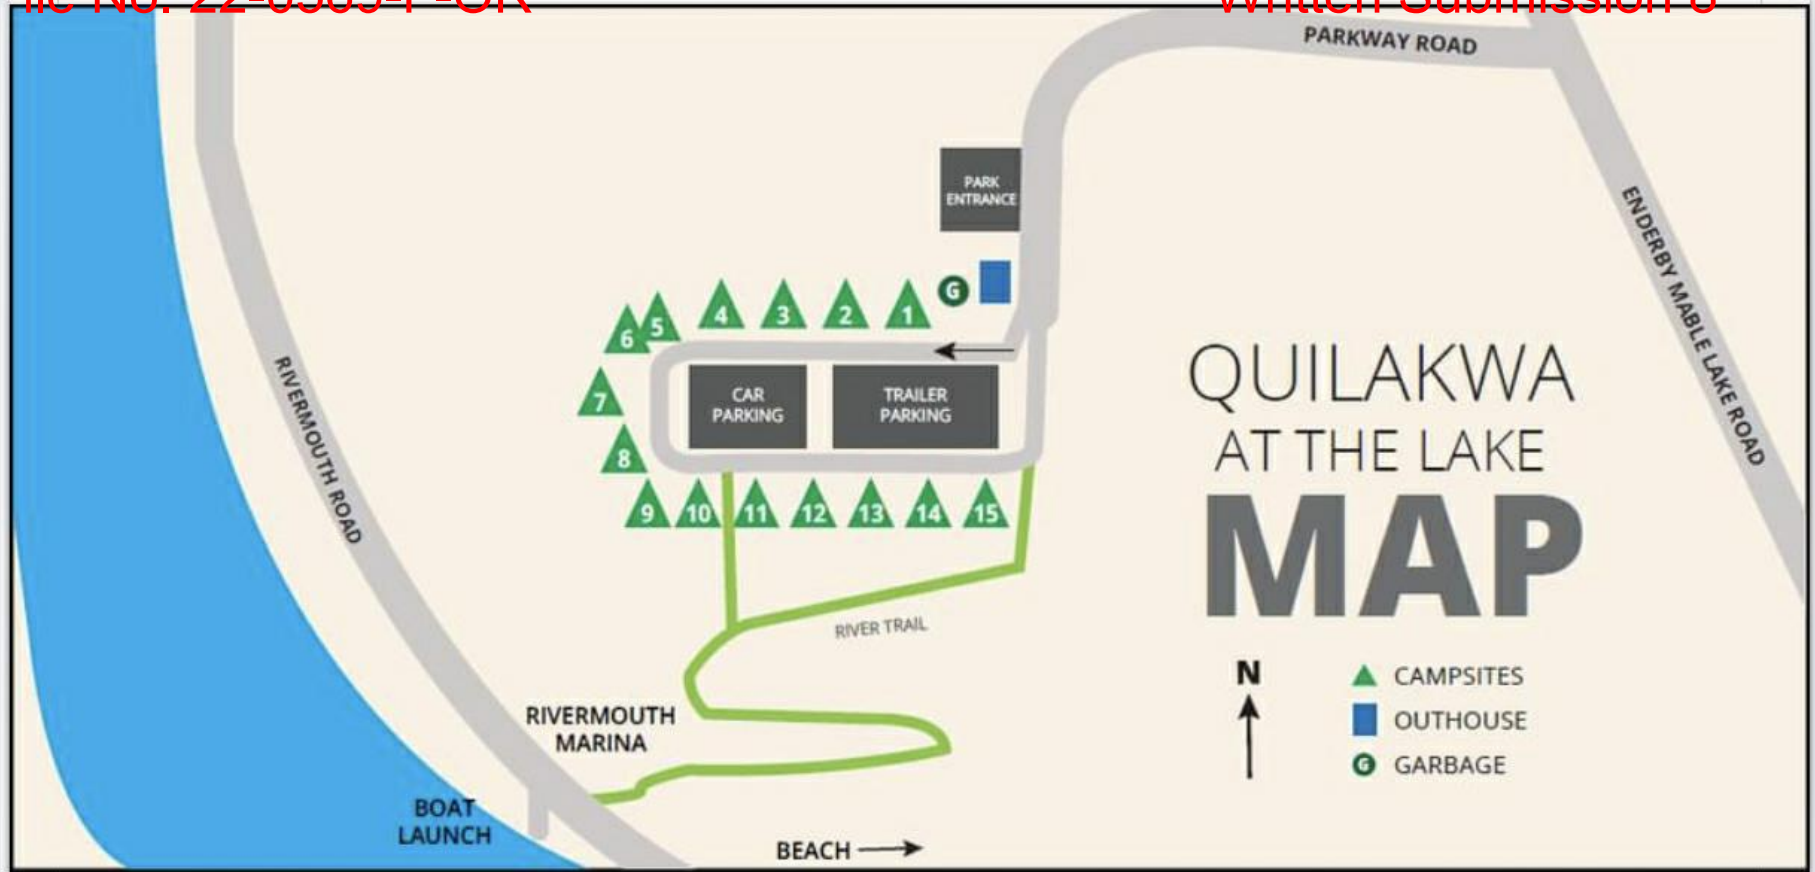 PARKWAY ROAD
PARK
ENTRANCE
G
ENDERBY MABLE LAKE ROAD
6 5 4 3 2 1
7
8
CAR
PARKING
TRAILER
PARKING
RIVERMOUTH ROAD
9 10 11 12 13 14 15
QUILAKWA
AT THE LAKE
MAP
RIVER TRAIL
N
CAMPSITES
OUTHOUSE
G GARBAGE
RIVERMOUTH
MARINA
BOAT
LAUNCH
BEACH